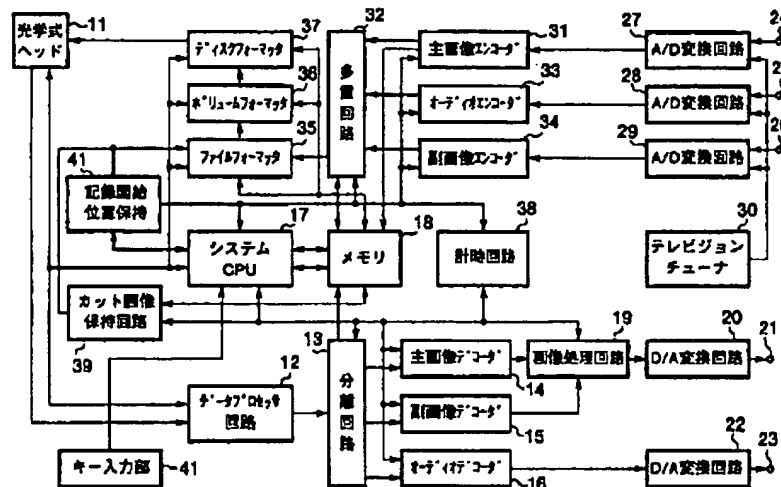 光学式
ヘッド
11
37
ディスクフォーマッタ
36
ボリュームフォーマッタ
35
ファイルフォーマッタ
32
多重回路
31
主画像エンコーダ
33
オーディオエンコーダ
34
副画像エンコーダ
27
A/D変換回路
28
A/D変換回路
29
A/D変換回路
24
30
テレビジョン
チューナ
41
記録開始
位置保持
17
システム
CPU
18
メモリ
38
計時回路
カット画像
保持回路
39
12
データプロセッサ
回路
13
分離回路
主画像デコーダ
14
副画像デコーダ
15
オーディオデコーダ
16
19
画像処理回路
20
D/A変換回路
21
22
D/A変換回路
23
キー入力部
41